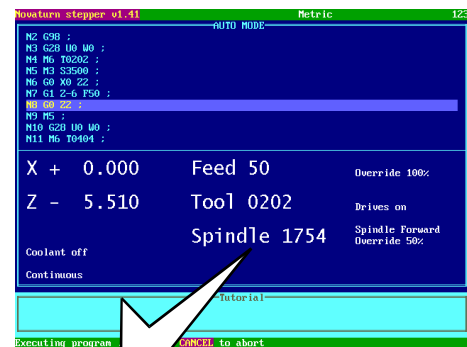 Novaturn stepper v1.41 Metric 123
AUTO MODE
N2 G98 ;
N3 G28 U0 W0 ;
N4 M6 T0202 ;
N5 M3 S3500 ;
N6 G0 X0 Z2 ;
N7 G1 Z-6 F50 ;
N8 G0 Z2 ;
N9 M5 ;
N10 G28 U0 W0 ;
N11 M6 T0404 ;
X + 0.000 Feed 50 Override 100%
Z - 5.510 Tool 0202 Drives on
Spindle 1754 Spindle Forward
Override 50%
Coolant off
Continuous
Tutorial
Executing program CANCEL to abort